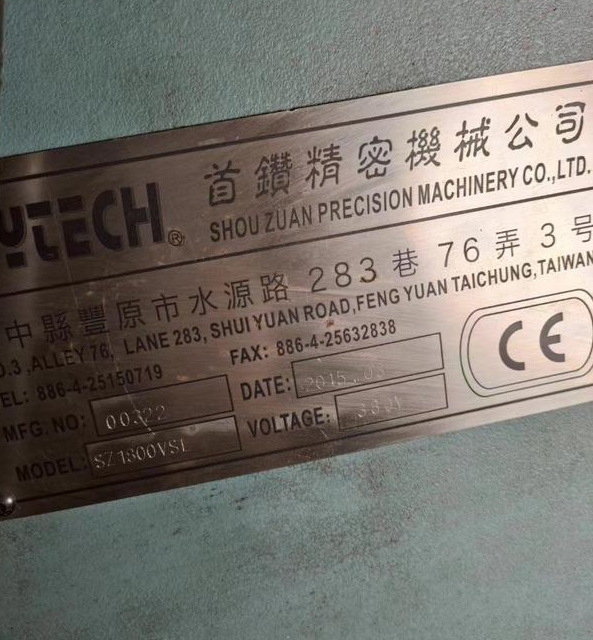 YTECH®
首鑽精密機械公司
SHOU ZUAN PRECISION MACHINERY CO.,LTD.
中縣豐原市水源路 283 巷 76 弄 3 號
O.3 ,ALLEY 76, LANE 283, SHUI YUAN ROAD,FENG YUAN TAICHUNG,TAIWAN
EL: 886-4-25150719 FAX: 886-4-25632838
MFG. NO: 00322 DATE:
MODEL: VOLTAGE:
CE